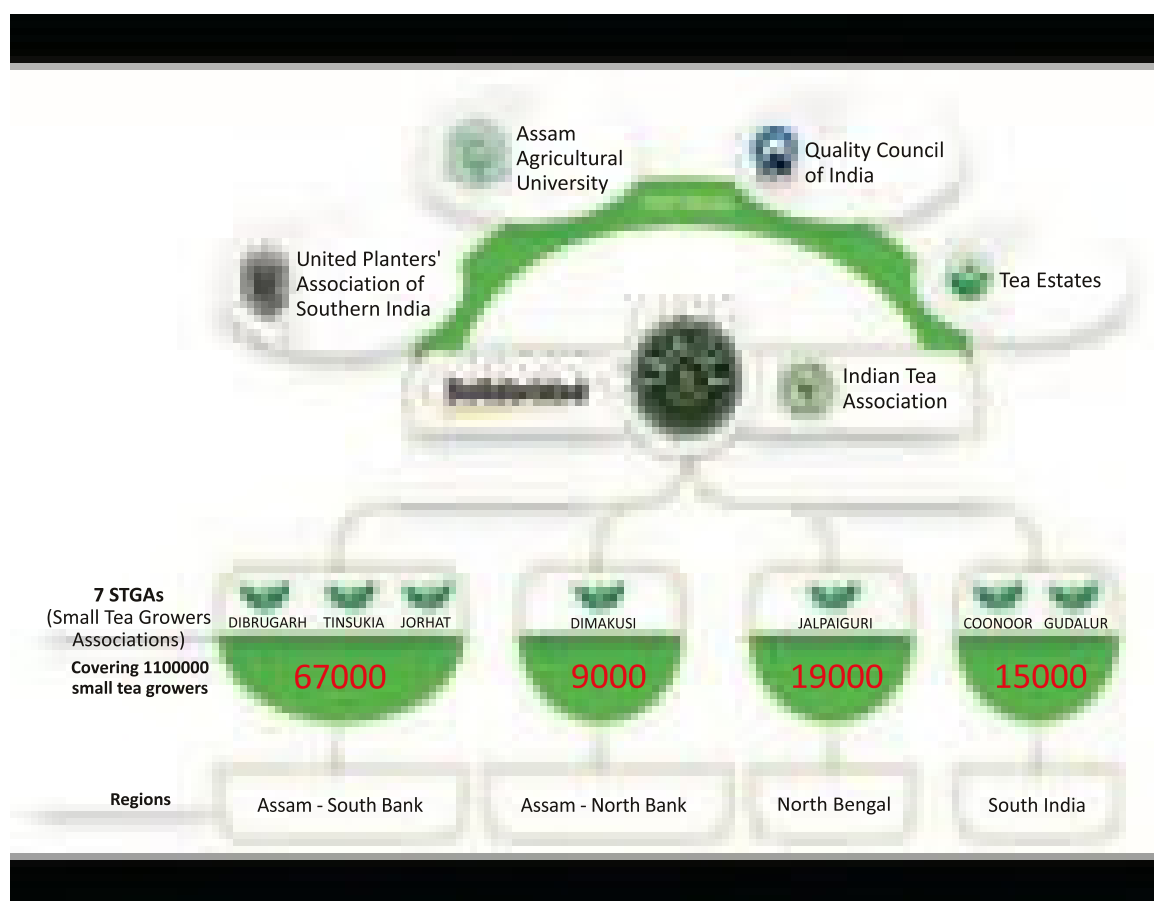 Assam
Agricultural
University
Quality Council
of India
United Planters'
Association of
Southern India
Tea Estates
Indian Tea
Association
7 STGAs
(Small Tea Growers
Associations)
DIBRUGARH TINSUKIA JORHAT
DIMAKUSI
JALPAIGURI
COONOOR GUDALUR
Covering 1100000
small tea growers
67000
9000
19000
15000
Regions
Assam - South Bank
Assam - North Bank
North Bengal
South India